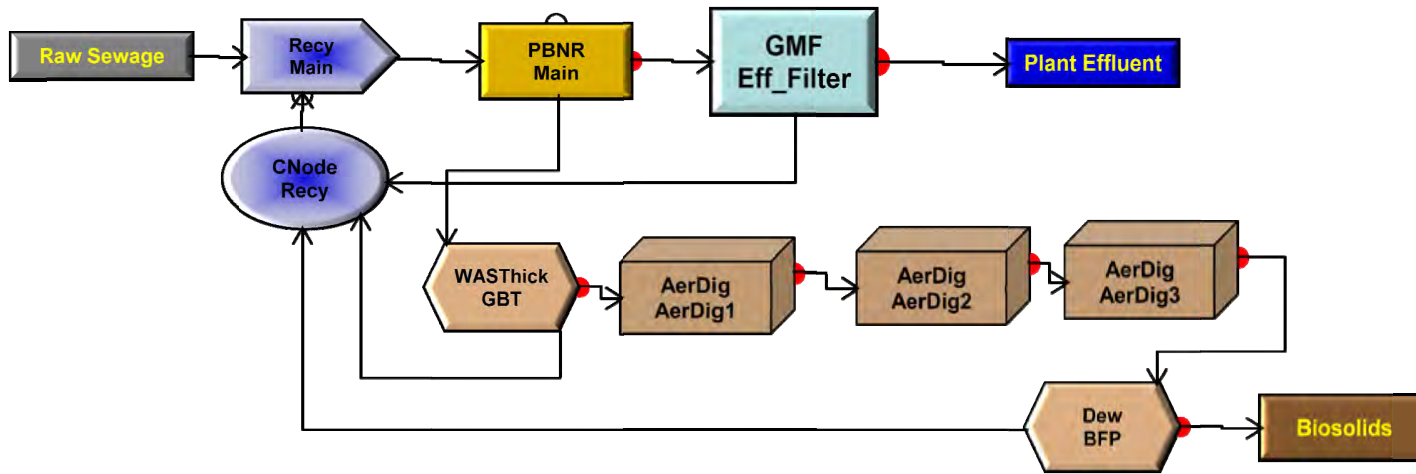 Raw Sewage
Recy
Main
PBNR
Main
GMF
Eff_Filter
Plant Effluent
CNode
Recy
WASThick
GBT
AerDig
AerDig1
AerDig
AerDig2
AerDig
AerDig3
Dew
BFP
Biosolids